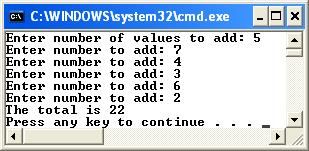 C:\WINDOWS\system32\cmd.exe
Enter number of values to add: 5
Enter number to add: 7
Enter number to add: 4
Enter number to add: 3
Enter number to add: 6
Enter number to add: 2
The total is 22
Press any key to continue . . .